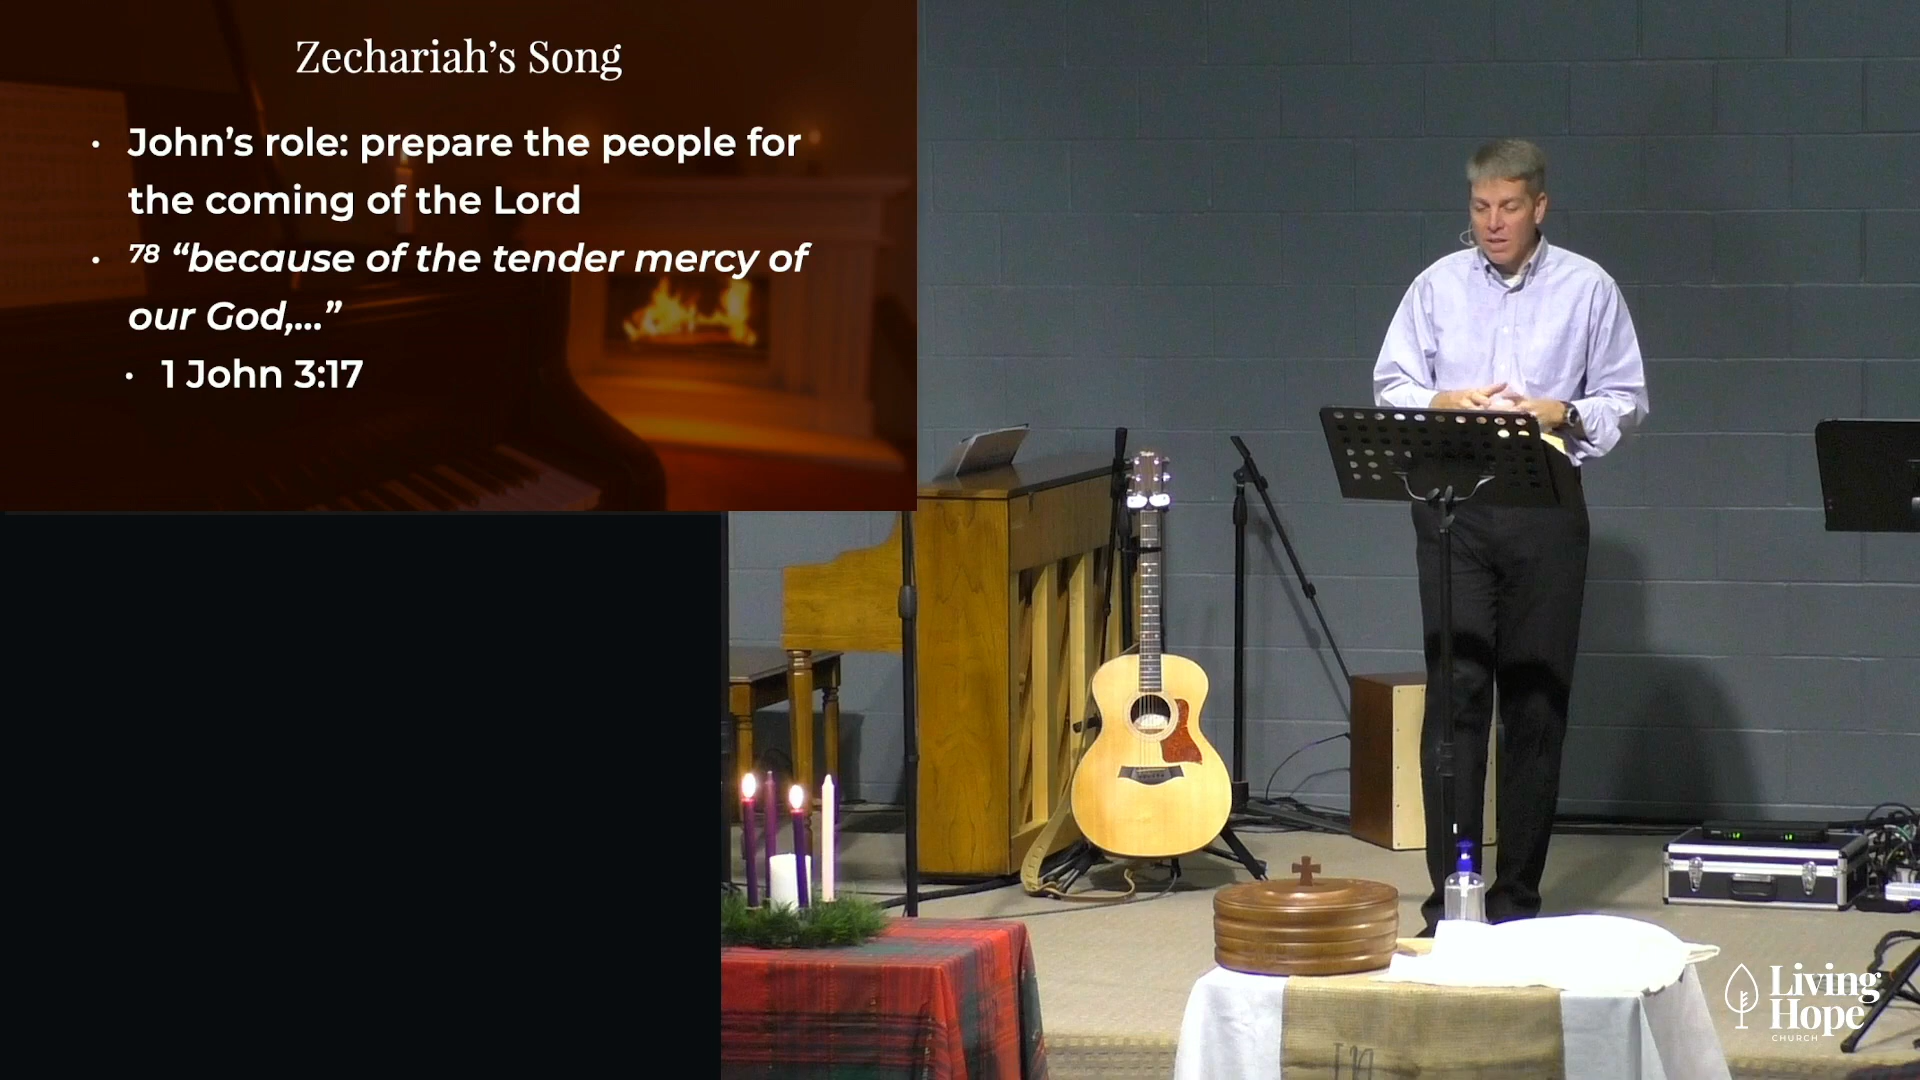 Zechariah’s Song
• John’s role: prepare the people for
the coming of the Lord
• ⁷⁸ “because of the tender mercy of
our God,...”
• 1 John 3:17
Living
Hope
CHURCH